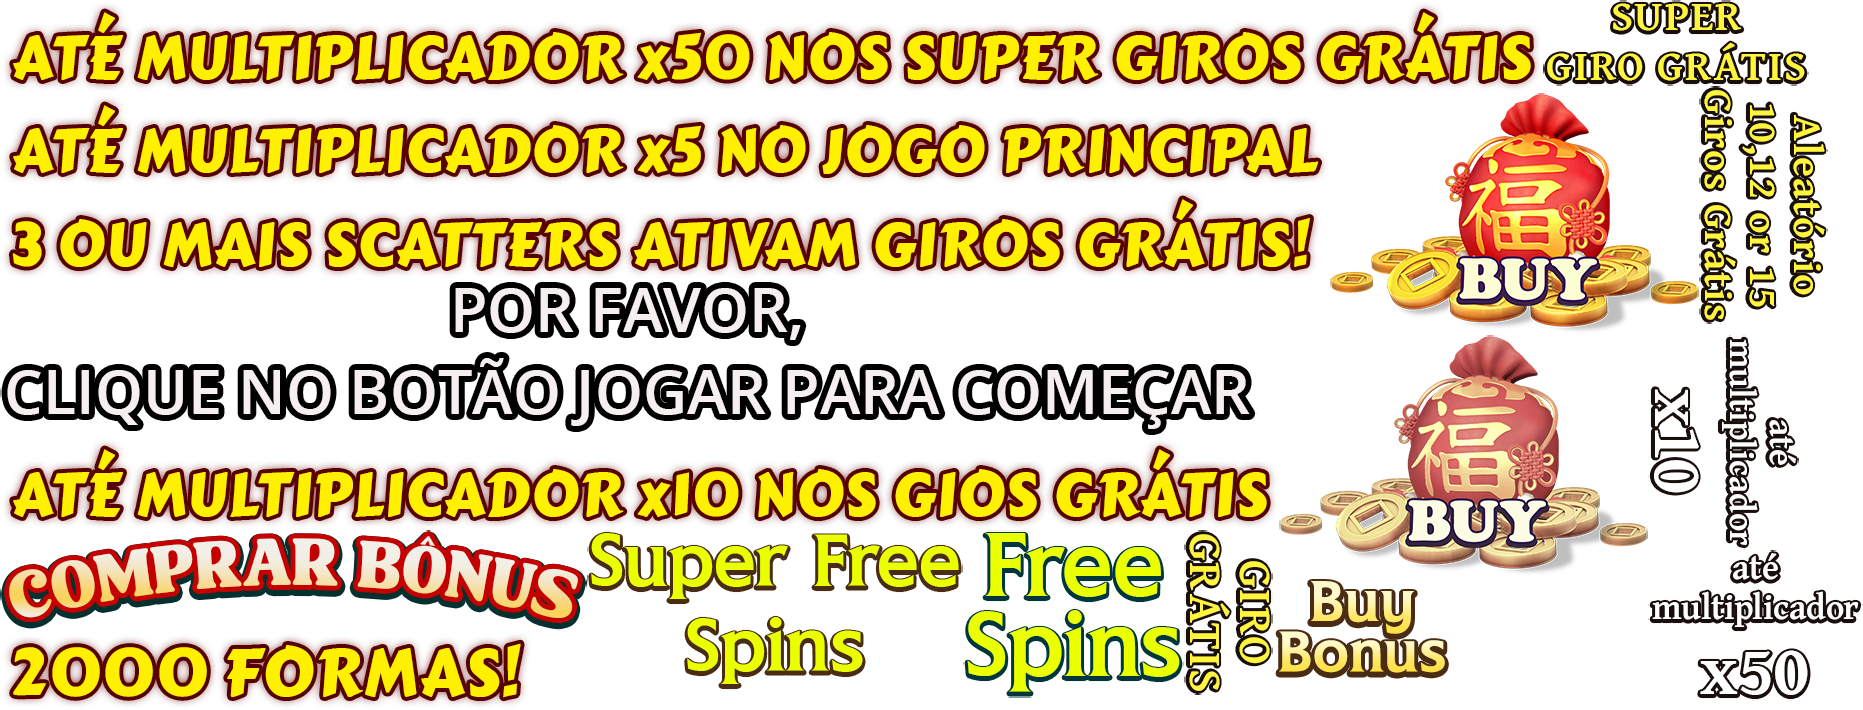 ATÉ MULTIPLICADOR x50 NOS SUPER GIROS GRÁTIS
SUPER
GIRO GRÁTIS
ATÉ MULTIPLICADOR x5 NO JOGO PRINCIPAL
3 OU MAIS SCATTERS ATIVAM GIROS GRÁTIS!
福
BUY
Aleatório
10,12 or 15
Giros Grátis
POR FAVOR,
CLIQUE NO BOTÃO JOGAR PARA COMEÇAR
福
BUY
até
multiplicador
x10
ATÉ MULTIPLICADOR x10 NOS GIOS GRÁTIS
COMPRAR BÔNUS
Super Free
Spins
Free
Spins
GIRO
GRÁTIS
Buy
Bonus
até
multiplicador
x50
2000 FORMAS!